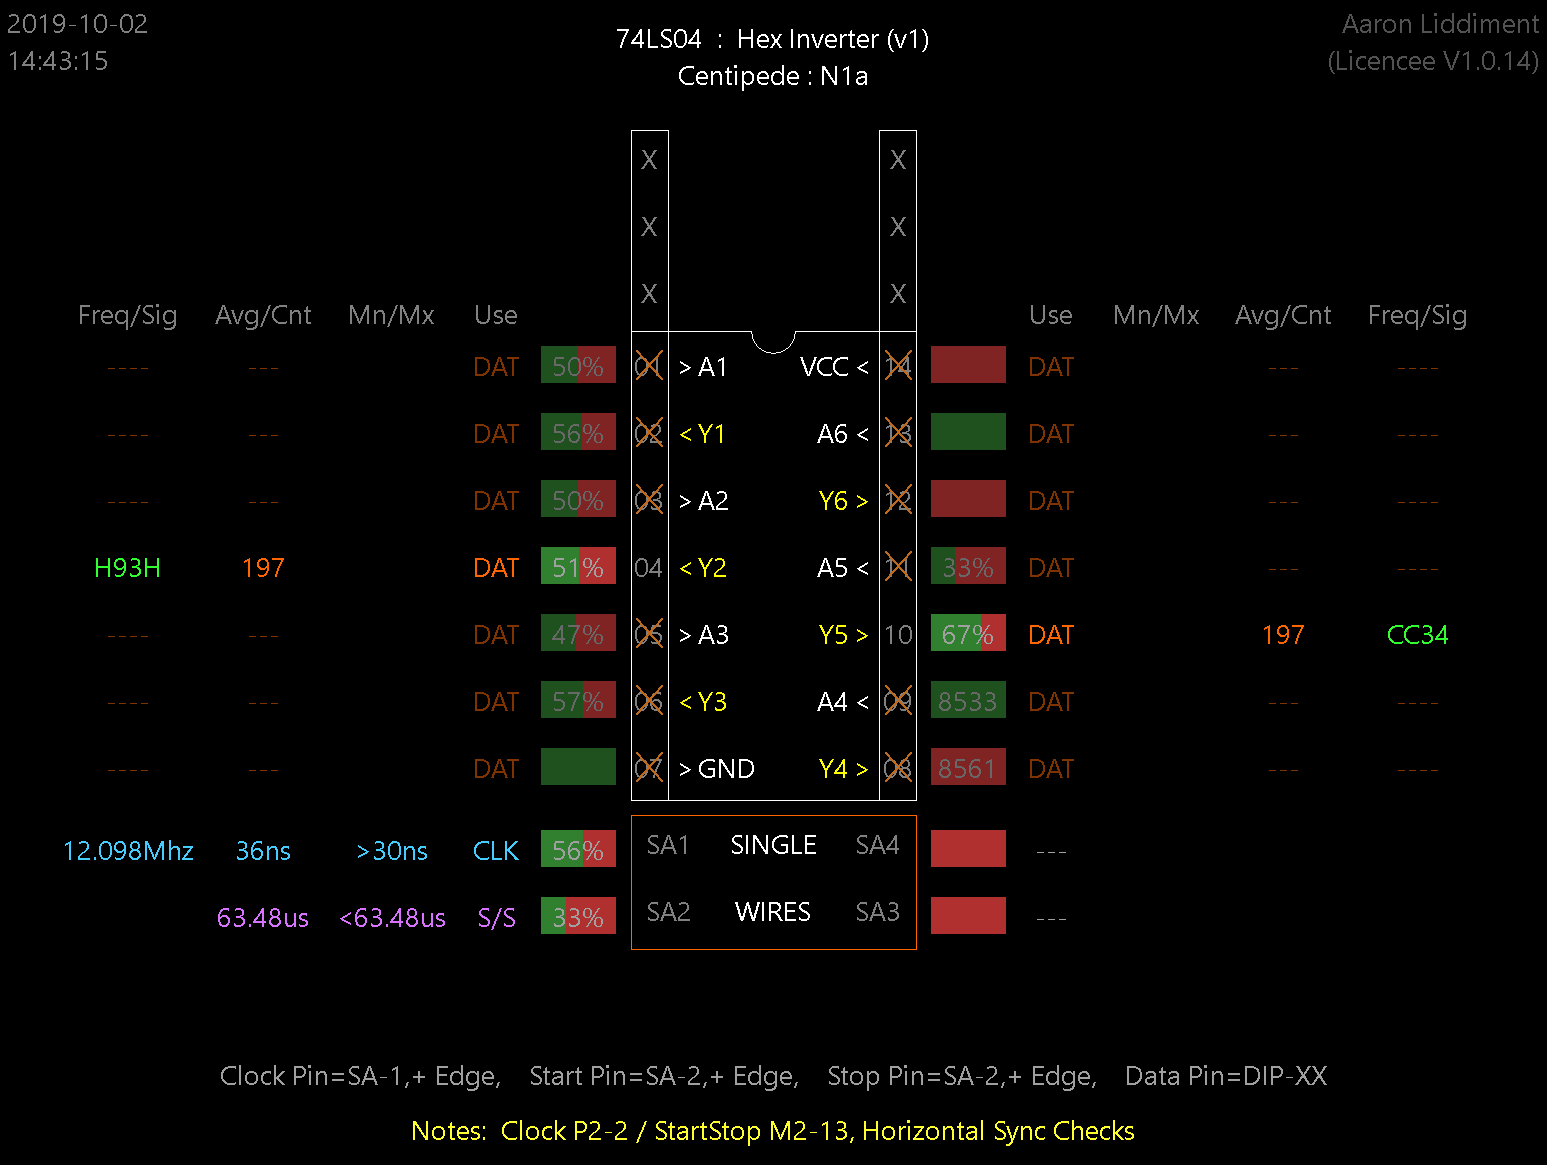 2019-10-02
14:43:15
74LS04 : Hex Inverter (v1)
Centipede : N1a
Aaron Liddiment
(Licencee V1.0.14)
X X
X X
X X
Freq/Sig Avg/Cnt Mn/Mx Use Use Mn/Mx Avg/Cnt Freq/Sig
---- --- DAT 50% 01 > A1 VCC < 14 DAT --- ----
---- --- DAT 56% 02 < Y1 A6 < 13 DAT --- ----
---- --- DAT 50% 03 > A2 Y6 > 12 DAT --- ----
H93H 197 DAT 51% 04 < Y2 A5 < 11 33% DAT --- ----
---- --- DAT 47% 05 > A3 Y5 > 10 67% DAT 197 CC34
---- --- DAT 57% 06 < Y3 A4 < 09 8533 DAT --- ----
---- --- DAT 07 > GND Y4 > 08 8561 DAT --- ----
12.098Mhz 36ns >30ns CLK 56% SA1 SINGLE SA4 ---
63.48us <63.48us S/S 33% SA2 WIRES SA3 ---
Clock Pin=SA-1,+ Edge, Start Pin=SA-2,+ Edge, Stop Pin=SA-2,+ Edge, Data Pin=DIP-XX
Notes: Clock P2-2 / StartStop M2-13, Horizontal Sync Checks